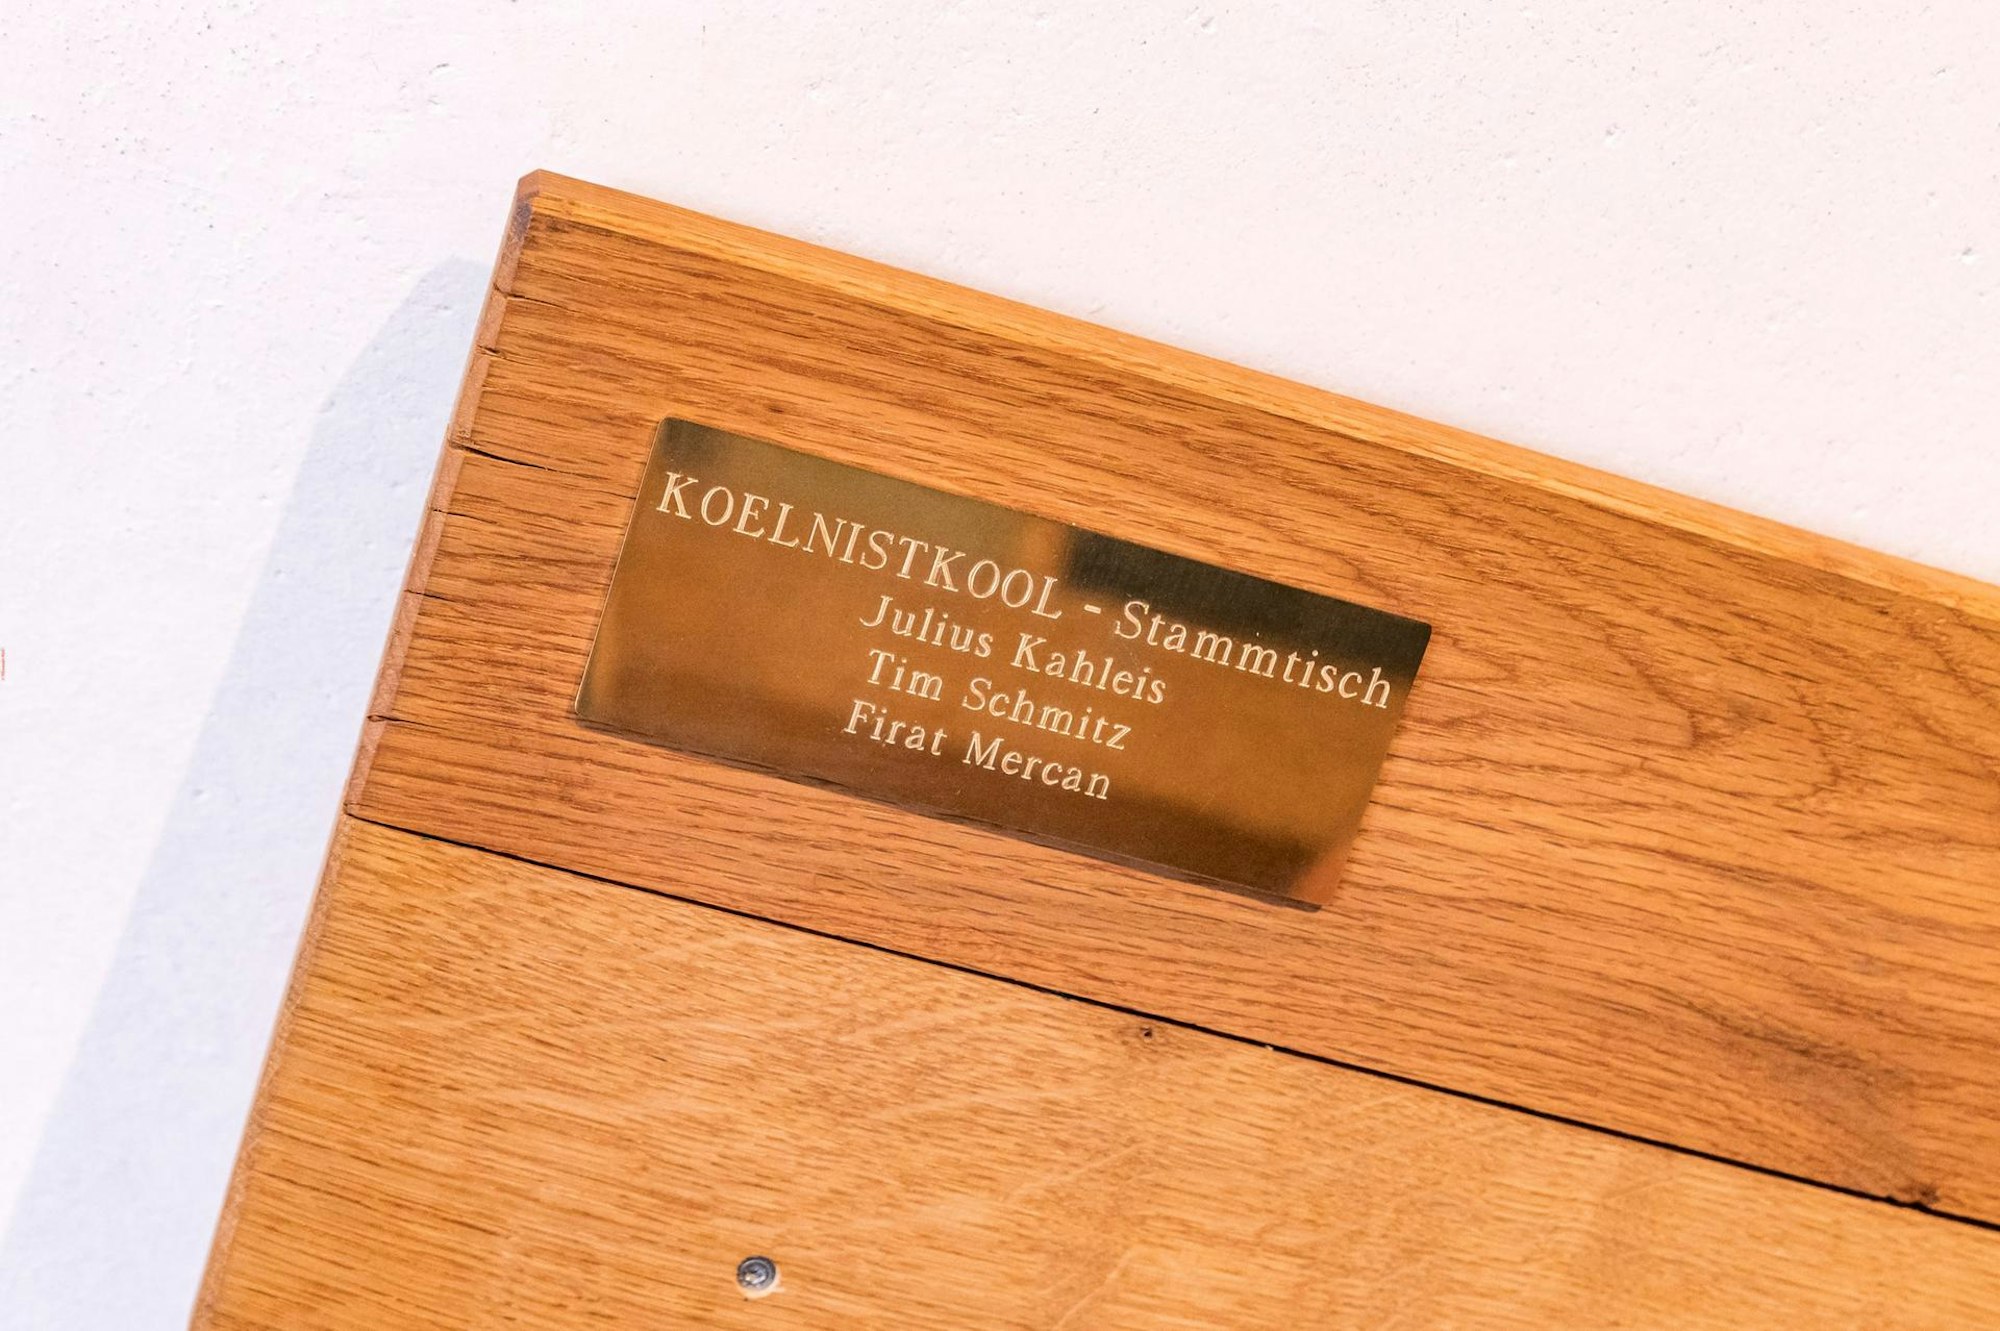 KOELNISTKOOL - Stammtisch
Julius Kahleis
Tim Schmitz
Firat Mercan